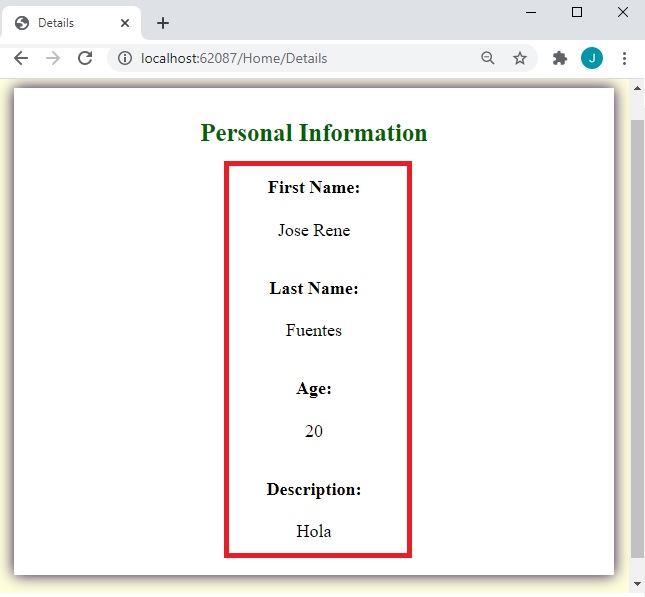 Details
localhost:62087/Home/Details
J
Personal Information
First Name:
Jose Rene
Last Name:
Fuentes
Age:
20
Description:
Hola